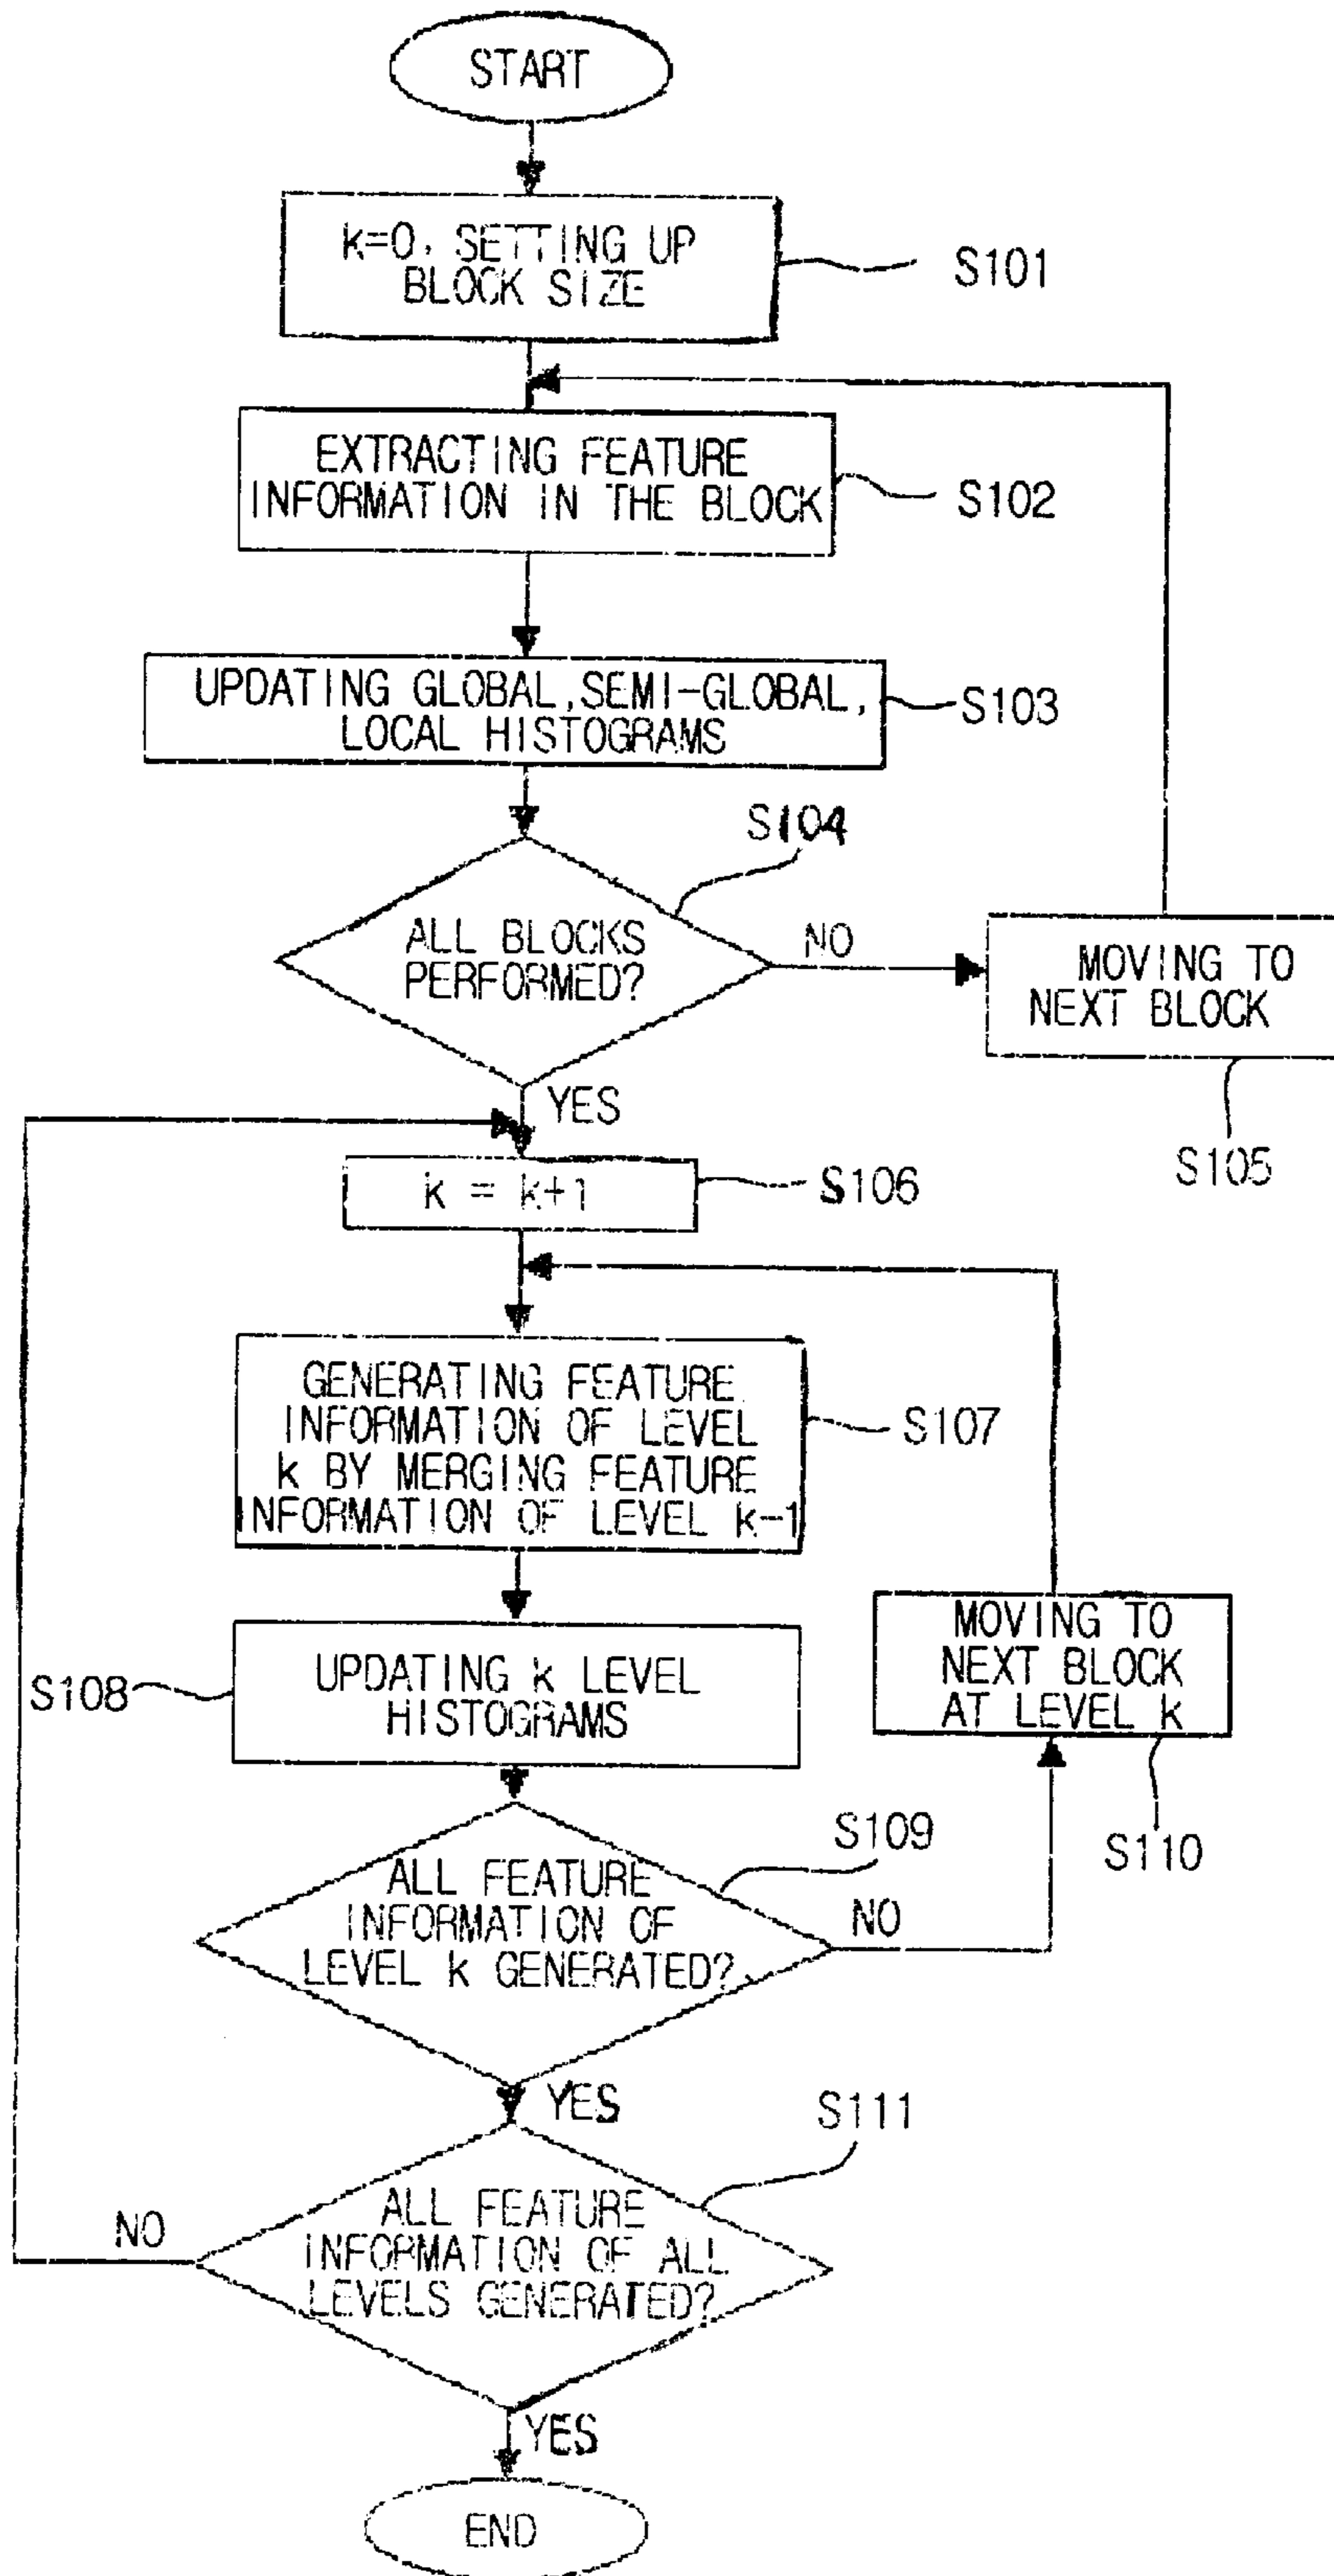 START
k=0, SETTING UP
BLOCK SIZE
S101
EXTRACTING FEATURE
INFORMATION IN THE BLOCK
S102
UPDATING GLOBAL,SEMI-GLOBAL,
LOCAL HISTOGRAMS
S103
S104
ALL BLOCKS
PERFORMED?
NO
MOVING TO
NEXT BLOCK
S105
YES
k = k+1
S106
GENERATING FEATURE
INFORMATION OF LEVEL
k BY MERGING FEATURE
INFORMATION OF LEVEL k-1
S107
UPDATING k LEVEL
HISTOGRAMS
S108
MOVING TO
NEXT BLOCK
AT LEVEL k
S110
S109
ALL FEATURE
INFORMATION OF
LEVEL k GENERATED?
NO
YES
S111
ALL FEATURE
INFORMATION OF ALL
LEVELS GENERATED?
NO
YES
END